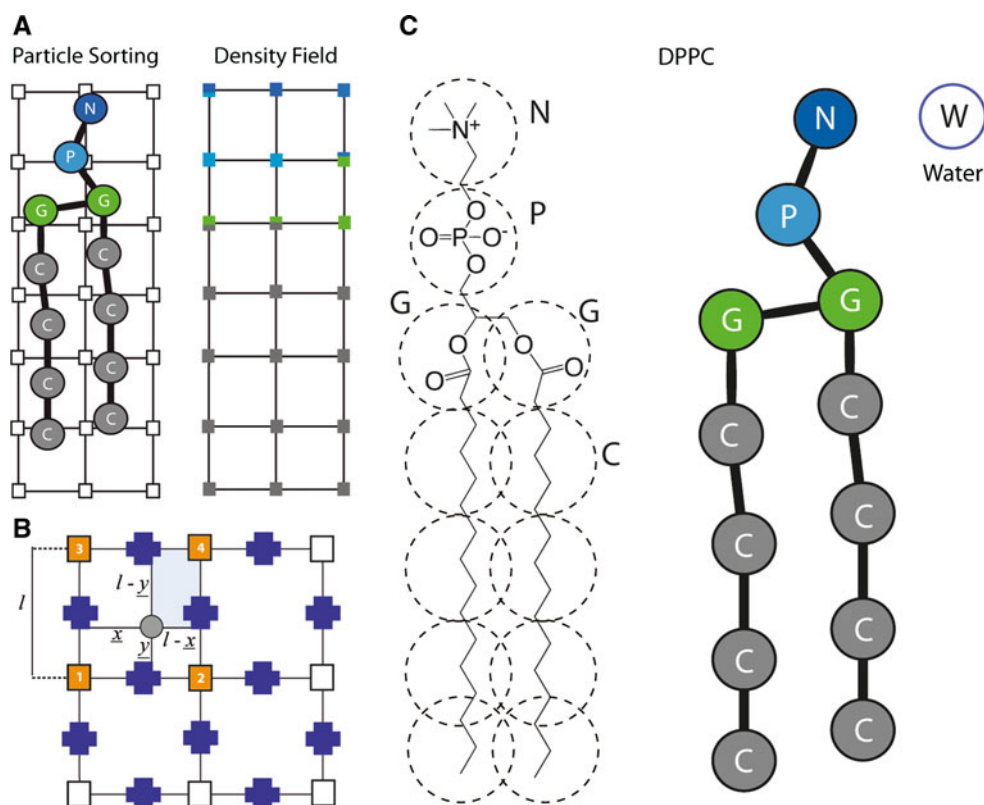 A
Particle Sorting
Density Field
N
P
G G
C C
C C
C C
C C
B
3 4
l
l - y
x l - x
y
1 2
C
N
N+
P
O
O=P-O-
O
G G
O O
O O
C
DPPC
N
W
Water
P
G G
C C
C C
C C
C C